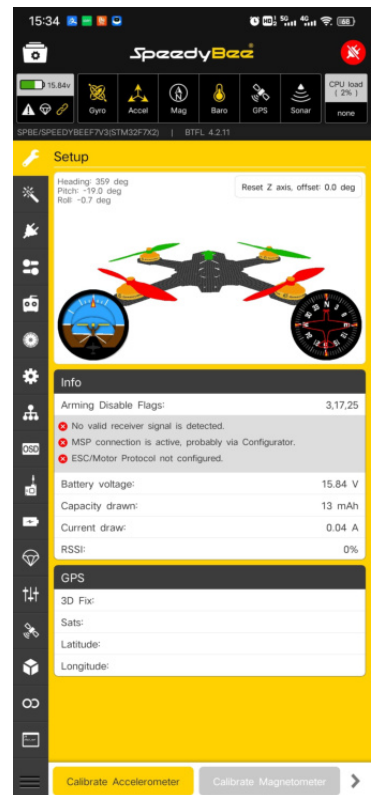 15:34
5G
4G
68
SpeedyBee
15.84v
Gyro
Accel
Mag
Baro
GPS
Sonar
CPU load
( 2% )
none
SPBE/SPEEDYBEEF7V3(STM32F7X2) | BTFL 4.2.11
Setup
Heading: 359 deg
Pitch: -19.0 deg
Roll: -0.7 deg
Reset Z axis, offset: 0.0 deg
N
Info
Arming Disable Flags: 3,17,25
No valid receiver signal is detected.
MSP connection is active, probably via Configurator.
ESC/Motor Protocol not configured.
Battery voltage: 15.84 V
Capacity drawn: 13 mAh
Current draw: 0.04 A
RSSI: 0%
GPS
3D Fix:
Sats:
Latitude:
Longitude:
OSD
Calibrate Accelerometer
Calibrate Magnetometer